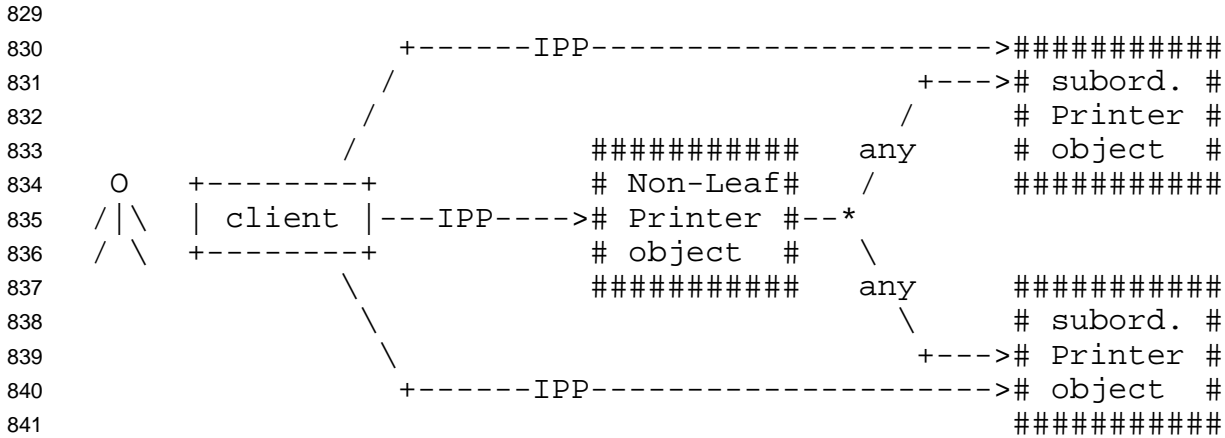 829
830                     +------IPP--------------------->###########
831                    /                           +--->#  subord. #
832                   /                           /     #  Printer #
833                  /              ###########   any     #  object  #
834    O   +--------+             # Non-Leaf#   /       ###########
835   /|\  | client |---IPP---->#  Printer #--*
836   / \  +--------+             #  object  #   \
837                  \              ###########   any     ###########
838                   \                           \     #  subord. #
839                    \                           +--->#  Printer #
840                     +------IPP--------------------->#  object  #
841                                                     ###########